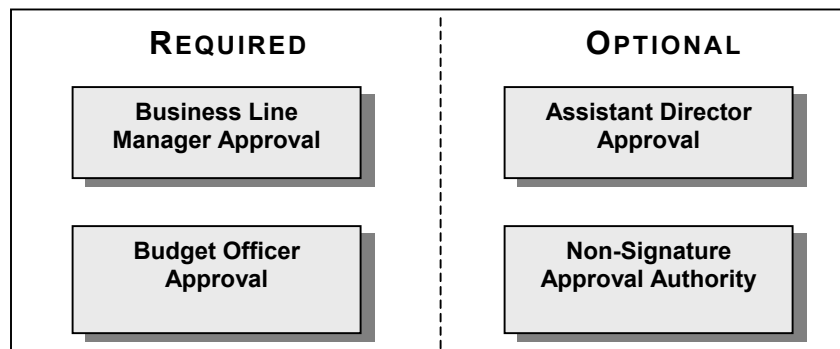 REQUIRED
OPTIONAL
Business Line
Manager Approval
Assistant Director
Approval
Budget Officer
Approval
Non-Signature
Approval Authority